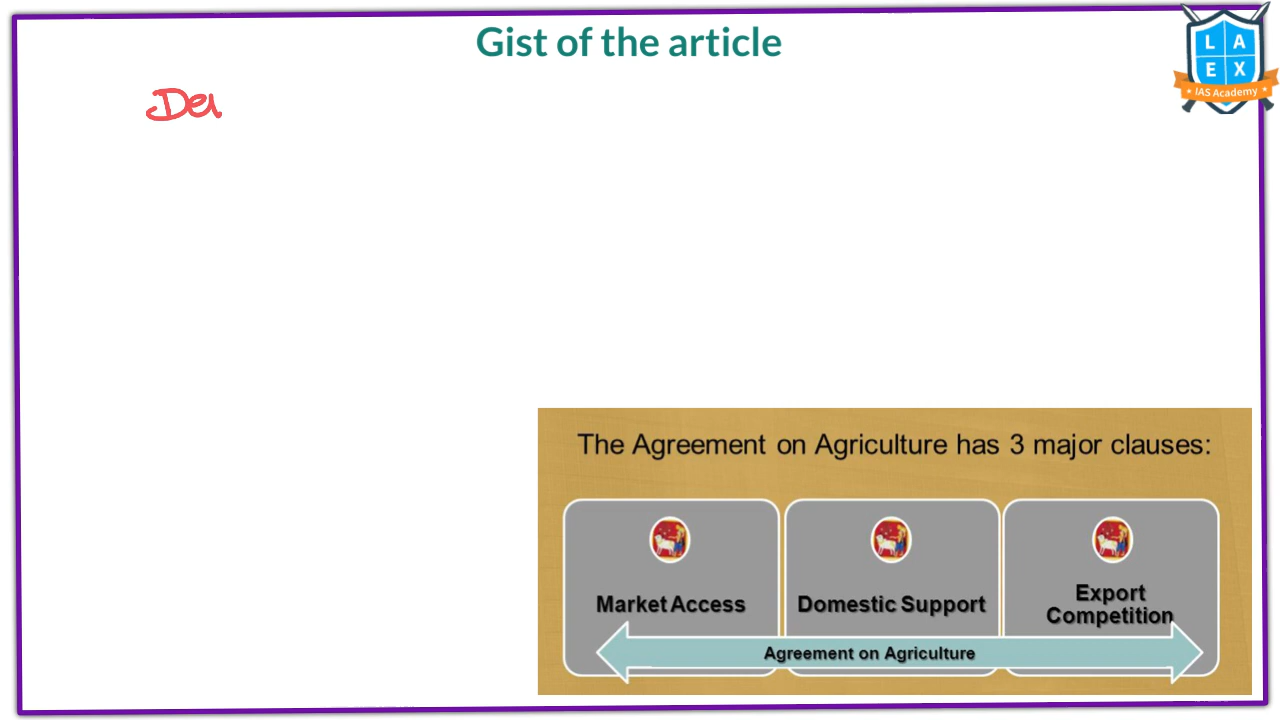 Gist of the article
L A
E X
IAS Academy
The Agreement on Agriculture has 3 major clauses:
Market Access
Domestic Support
Export
Competition
Agreement on Agriculture